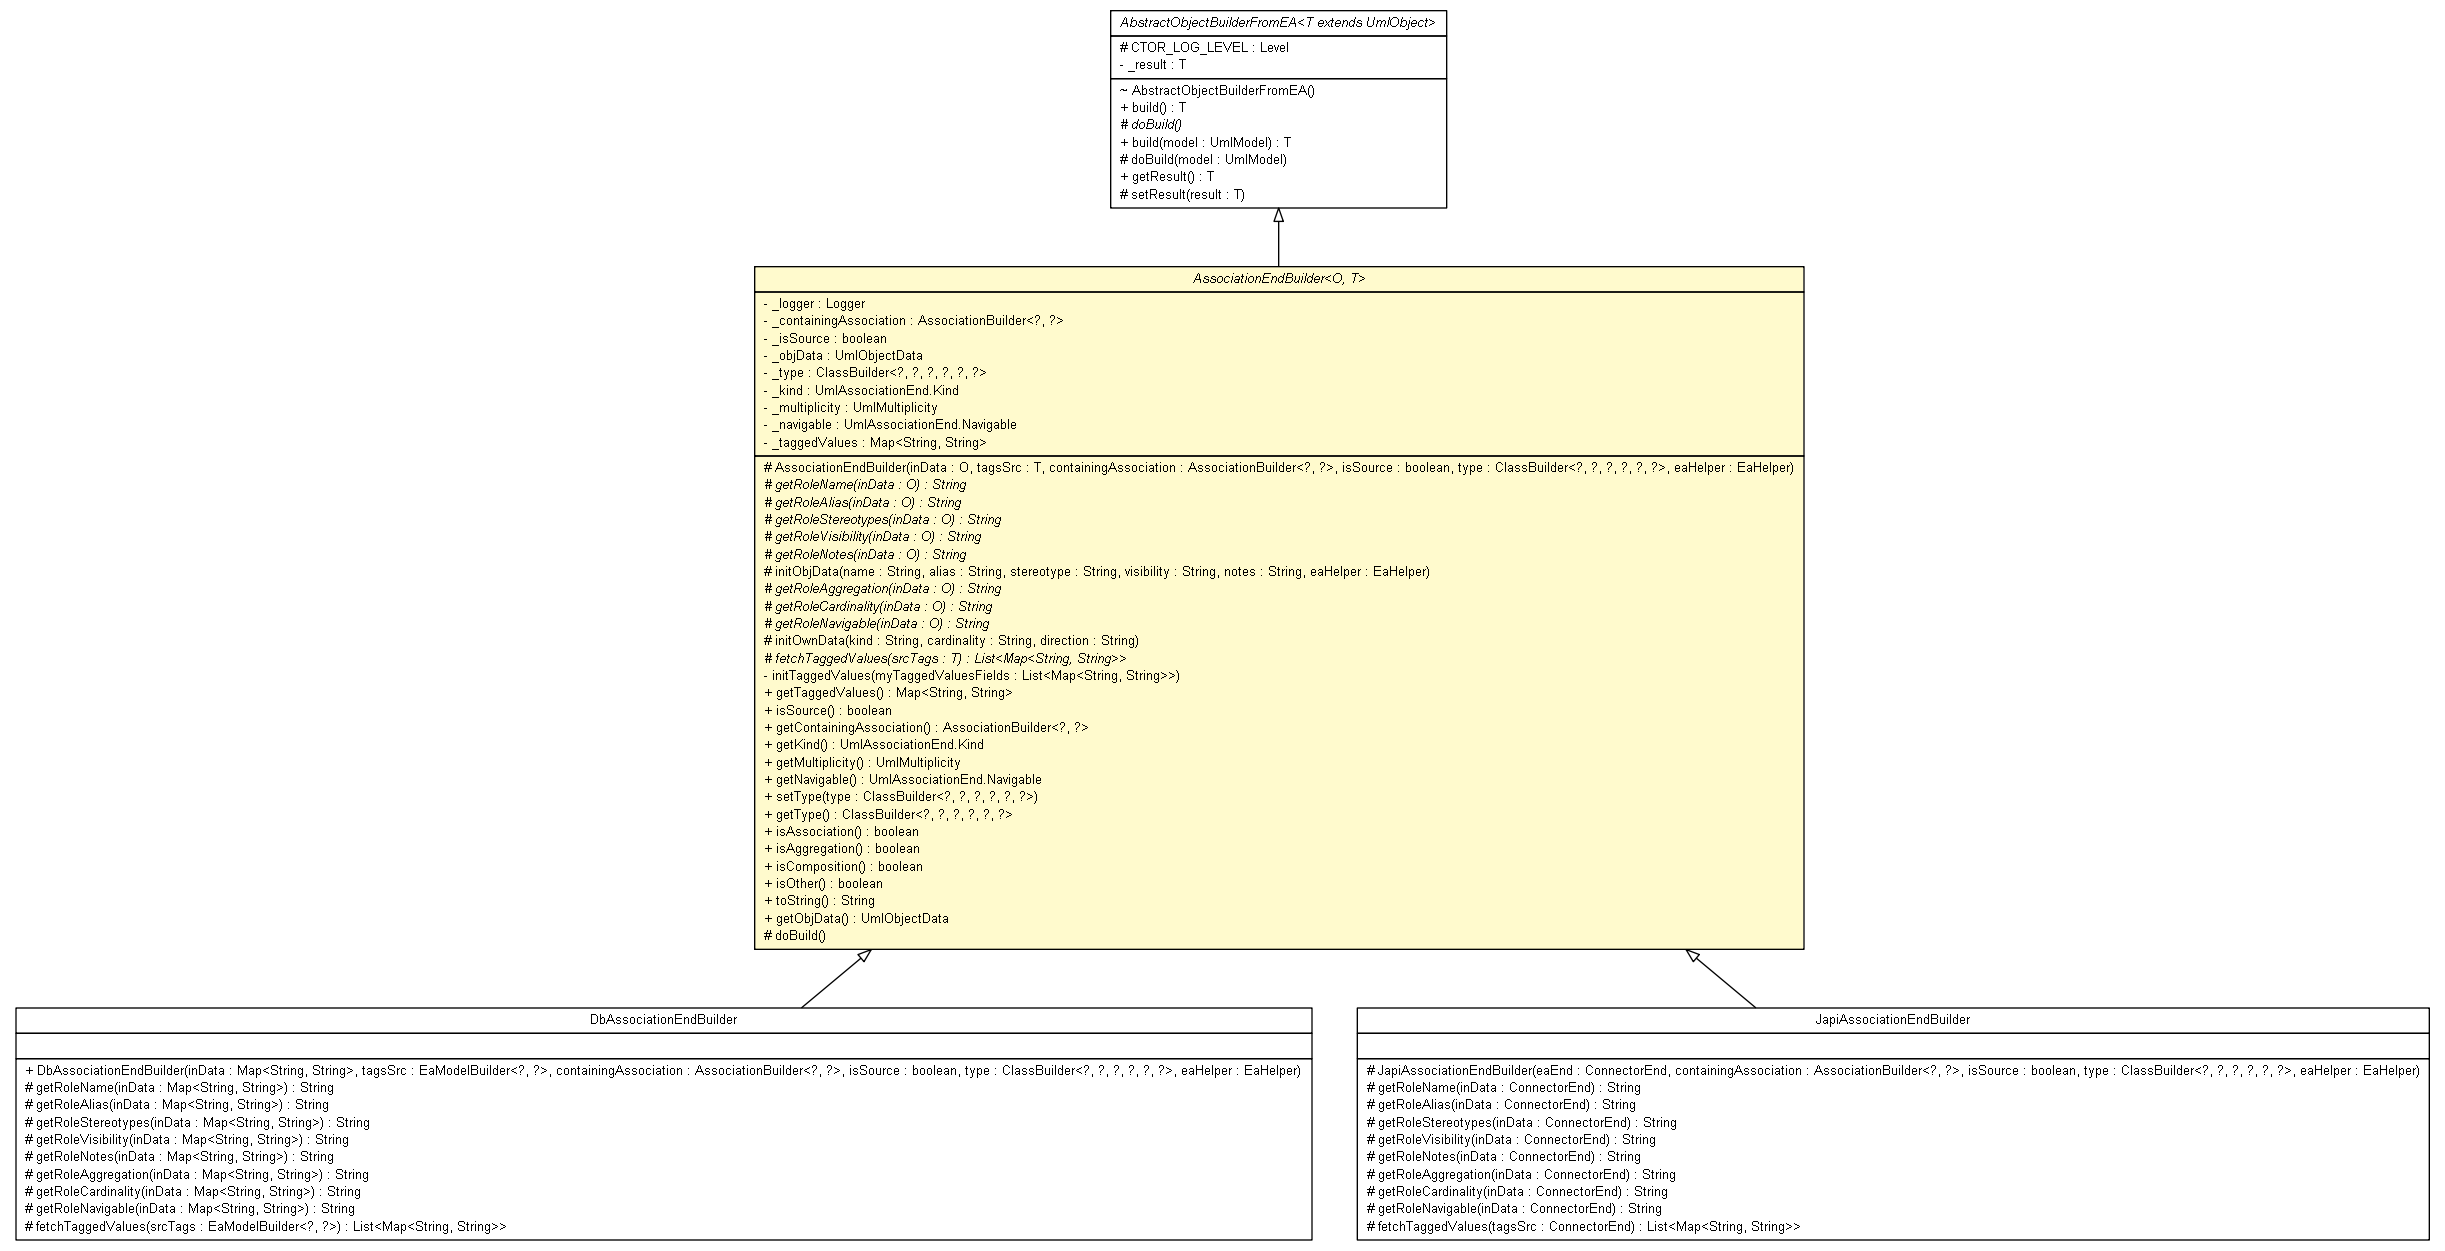 AbstractObjectBuilderFromEA<T extends UmlObject>
# CTOR_LOG_LEVEL : Level
- _result : T
~ AbstractObjectBuilderFromEA()
+ build() : T
# doBuild()
+ build(model : UmlModel) : T
# doBuild(model : UmlModel)
+ getResult() : T
# setResult(result : T)
AssociationEndBuilder<O, T>
- _logger : Logger
- _containingAssociation : AssociationBuilder<?, ?>
- _isSource : boolean
- _objData : UmlObjectData
- _type : ClassBuilder<?, ?, ?, ?, ?, ?>
- _kind : UmlAssociationEnd.Kind
- _multiplicity : UmlMultiplicity
- _navigable : UmlAssociationEnd.Navigable
- _taggedValues : Map<String, String>
# AssociationEndBuilder(inData : O, tagsSrc : T, containingAssociation : AssociationBuilder<?, ?>, isSource : boolean, type : ClassBuilder<?, ?, ?, ?, ?, ?>, eaHelper : EaHelper)
# getRoleName(inData : O) : String
# getRoleAlias(inData : O) : String
# getRoleStereotypes(inData : O) : String
# getRoleVisibility(inData : O) : String
# getRoleNotes(inData : O) : String
# initObjData(name : String, alias : String, stereotype : String, visibility : String, notes : String, eaHelper : EaHelper)
# getRoleAggregation(inData : O) : String
# getRoleCardinality(inData : O) : String
# getRoleNavigable(inData : O) : String
# initOwnData(kind : String, cardinality : String, direction : String)
# fetchTaggedValues(srcTags : T) : List<Map<String, String>>
- initTaggedValues(myTaggedValuesFields : List<Map<String, String>>)
+ getTaggedValues() : Map<String, String>
+ isSource() : boolean
+ getContainingAssociation() : AssociationBuilder<?, ?>
+ getKind() : UmlAssociationEnd.Kind
+ getMultiplicity() : UmlMultiplicity
+ getNavigable() : UmlAssociationEnd.Navigable
+ setType(type : ClassBuilder<?, ?, ?, ?, ?, ?>)
+ getType() : ClassBuilder<?, ?, ?, ?, ?, ?>
+ isAssociation() : boolean
+ isAggregation() : boolean
+ isComposition() : boolean
+ isOther() : boolean
+ toString() : String
+ getObjData() : UmlObjectData
# doBuild()
DbAssociationEndBuilder
+ DbAssociationEndBuilder(inData : Map<String, String>, tagsSrc : EaModelBuilder<?, ?>, containingAssociation : AssociationBuilder<?, ?>, isSource : boolean, type : ClassBuilder<?, ?, ?, ?, ?, ?>, eaHelper : EaHelper)
# getRoleName(inData : Map<String, String>) : String
# getRoleAlias(inData : Map<String, String>) : String
# getRoleStereotypes(inData : Map<String, String>) : String
# getRoleVisibility(inData : Map<String, String>) : String
# getRoleNotes(inData : Map<String, String>) : String
# getRoleAggregation(inData : Map<String, String>) : String
# getRoleCardinality(inData : Map<String, String>) : String
# getRoleNavigable(inData : Map<String, String>) : String
# fetchTaggedValues(srcTags : EaModelBuilder<?, ?>) : List<Map<String, String>>
JapiAssociationEndBuilder
# JapiAssociationEndBuilder(eaEnd : ConnectorEnd, containingAssociation : AssociationBuilder<?, ?>, isSource : boolean, type : ClassBuilder<?, ?, ?, ?, ?, ?>, eaHelper : EaHelper)
# getRoleName(inData : ConnectorEnd) : String
# getRoleAlias(inData : ConnectorEnd) : String
# getRoleStereotypes(inData : ConnectorEnd) : String
# getRoleVisibility(inData : ConnectorEnd) : String
# getRoleNotes(inData : ConnectorEnd) : String
# getRoleAggregation(inData : ConnectorEnd) : String
# getRoleCardinality(inData : ConnectorEnd) : String
# getRoleNavigable(inData : ConnectorEnd) : String
# fetchTaggedValues(tagsSrc : ConnectorEnd) : List<Map<String, String>>